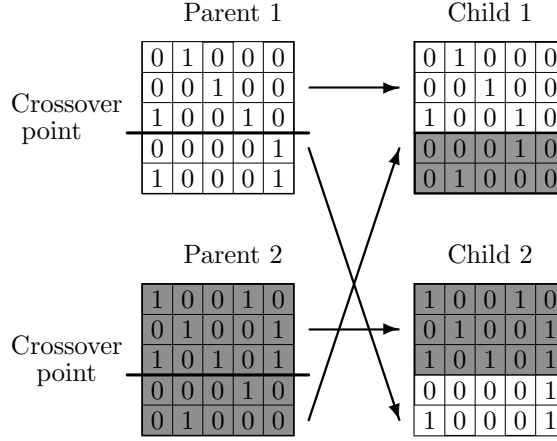 Parent 1 Child 1
0 1 0 0 0 0 1 0 0 0
0 0 1 0 0 0 0 1 0 0
1 0 0 1 0 1 0 0 1 0
Crossover point
0 0 0 0 1 0 0 0 1 0
1 0 0 0 1 0 1 0 0 0
Parent 2 Child 2
1 0 0 1 0 1 0 0 1 0
0 1 0 0 1 0 1 0 0 1
1 0 1 0 1 1 0 1 0 1
Crossover point
0 0 0 1 0 0 0 0 0 1
0 1 0 0 0 1 0 0 0 1